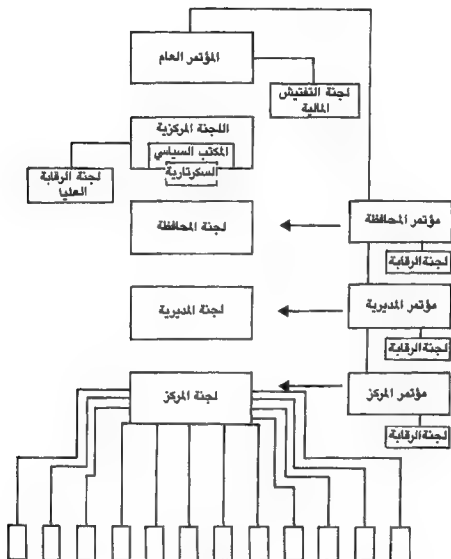 المؤتمر العام
لجنة التفتيش
المالية
اللجنة المركزية
المكتب السياسي
السكرتارية
لجنة الرقابة
العليا
مؤتمر المحافظة
لجنة المحافظة
لجنة الرقابة
مؤتمر المديرية
لجنة المديرية
لجنة الرقابة
مؤتمر المركز
لجنة المركز
لجنة الرقابة